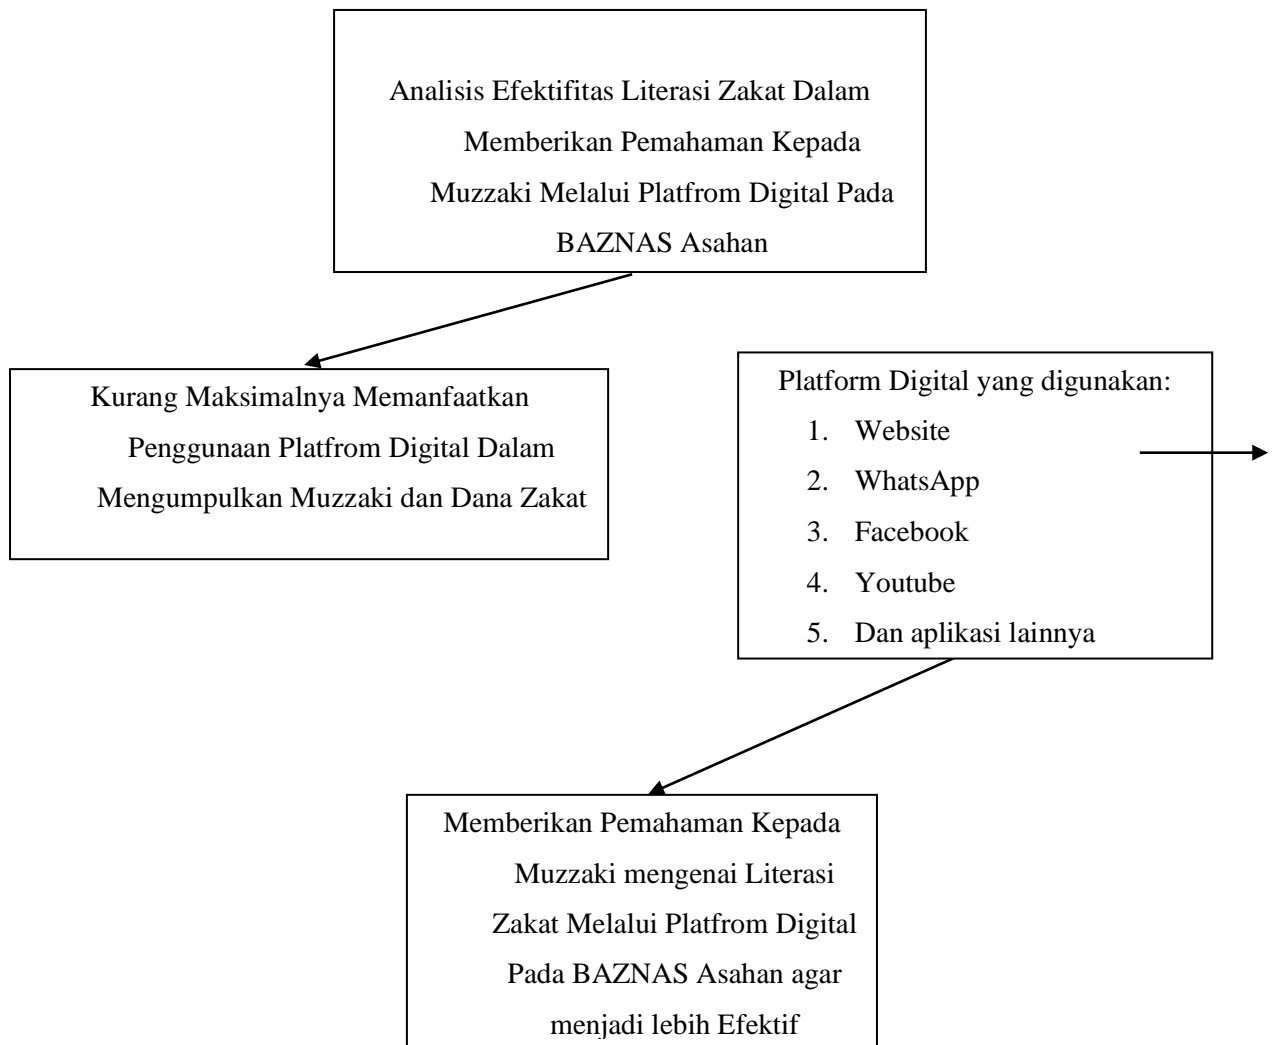 Analisis Efektifitas Literasi Zakat Dalam
Memberikan Pemahaman Kepada
Muzzaki Melalui Platfrom Digital Pada
BAZNAS Asahan
Kurang Maksimalnya Memanfaatkan
Penggunaan Platfrom Digital Dalam
Mengumpulkan Muzzaki dan Dana Zakat
Platform Digital yang digunakan:
1. Website
2. WhatsApp
3. Facebook
4. Youtube
5. Dan aplikasi lainnya
Memberikan Pemahaman Kepada
Muzzaki mengenai Literasi
Zakat Melalui Platfrom Digital
Pada BAZNAS Asahan agar
menjadi lebih Efektif